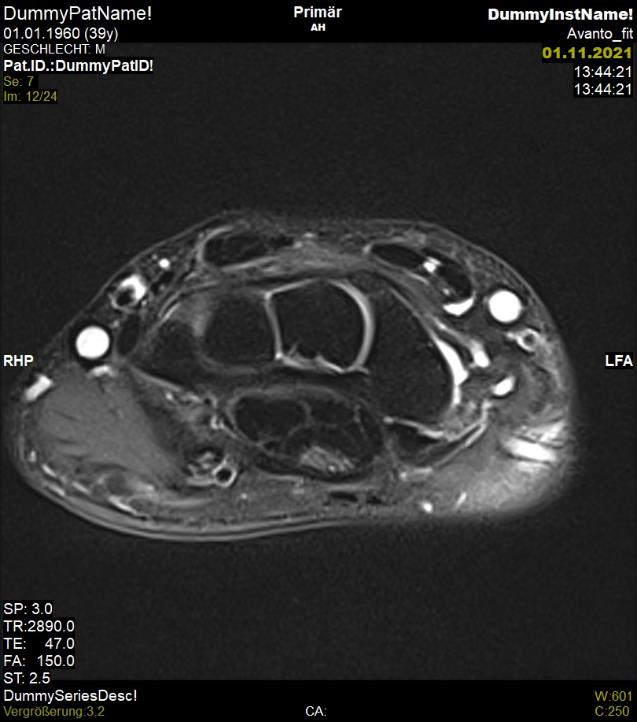 DummyPatName!
01.01.1960 (39y)
GESCHLECHT: M
Pat.ID.:DummyPatID!
Se: 7
Im: 12/24
Primär
AH
DummyInstName!
Avanto_fit
01.11.2021
13:44:21
13:44:21
RHP
LFA
SP: 3.0
TR:2890.0
TE: 47.0
FA: 150.0
ST: 2.5
DummySeriesDesc!
Vergrößerung:3.2
CA:
W:601
C:250